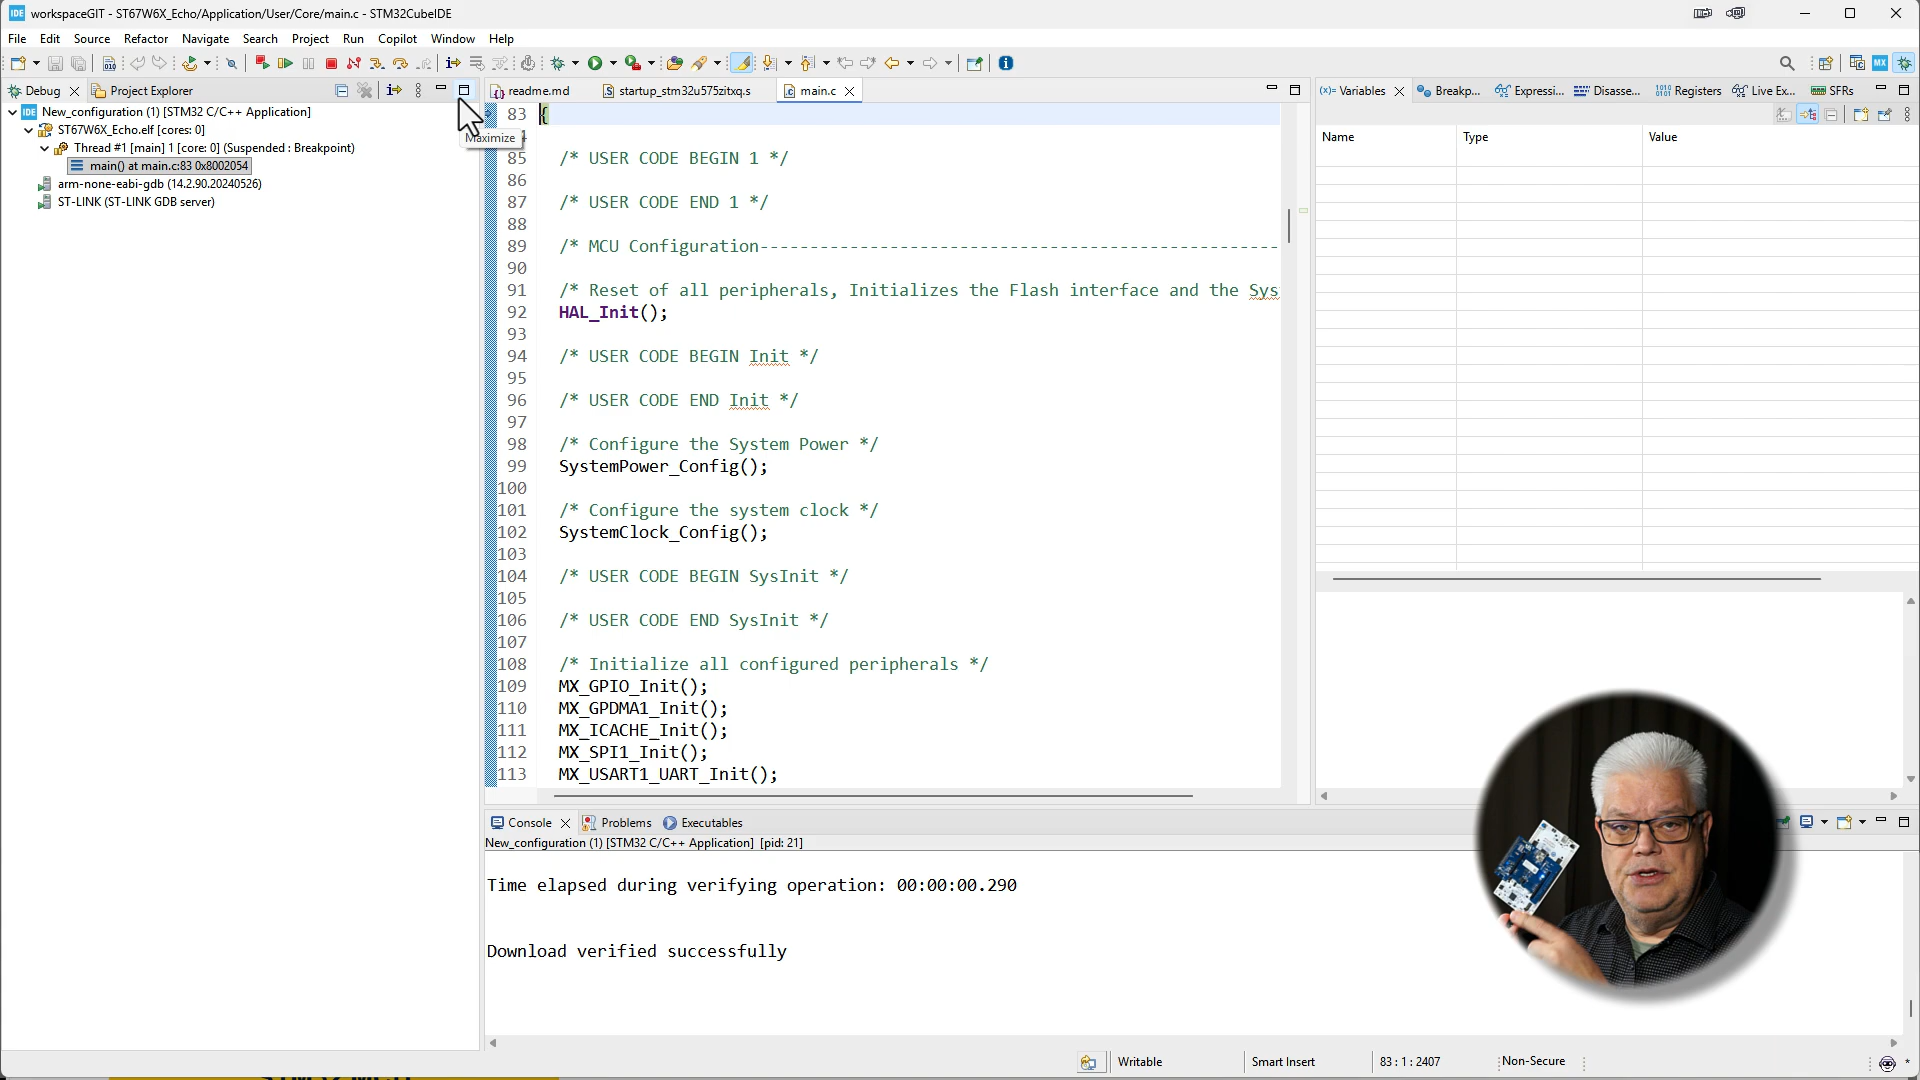 IDE workspaceGIT - ST67W6X_Echo/Application/User/Core/main.c - STM32CubeIDE
File Edit Source Refactor Navigate Search Project Run Copilot Window Help
Debug Project Explorer
New_configuration (1) [STM32 C/C++ Application]
ST67W6X_Echo.elf [cores: 0]
Thread #1 [main] 1 [core: 0] (Suspended : Breakpoint)
main() at main.c:83 0x8002054
arm-none-eabi-gdb (14.2.90.20240526)
ST-LINK (ST-LINK GDB server)
Maximize
readme.md startup_stm32u575zitxq.s main.c
83 {
85 /* USER CODE BEGIN 1 */
86
87 /* USER CODE END 1 */
88
89 /* MCU Configuration----------------------------------------------------
90
91 /* Reset of all peripherals, Initializes the Flash interface and the Sys
92 HAL_Init();
93
94 /* USER CODE BEGIN Init */
95
96 /* USER CODE END Init */
97
98 /* Configure the System Power */
99 SystemPower_Config();
100
101 /* Configure the system clock */
102 SystemClock_Config();
103
104 /* USER CODE BEGIN SysInit */
105
106 /* USER CODE END SysInit */
107
108 /* Initialize all configured peripherals */
109 MX_GPIO_Init();
110 MX_GPDMA1_Init();
111 MX_ICACHE_Init();
112 MX_SPI1_Init();
113 MX_USART1_UART_Init();
(x)= Variables Breakp... Expressi... Disasse... Registers Live Ex... SFRs
Name Type Value
Console Problems Executables
New_configuration (1) [STM32 C/C++ Application] [pid: 21]
Time elapsed during verifying operation: 00:00:00.290
Download verified successfully
Writable Smart Insert 83 : 1 : 2407 Non-Secure